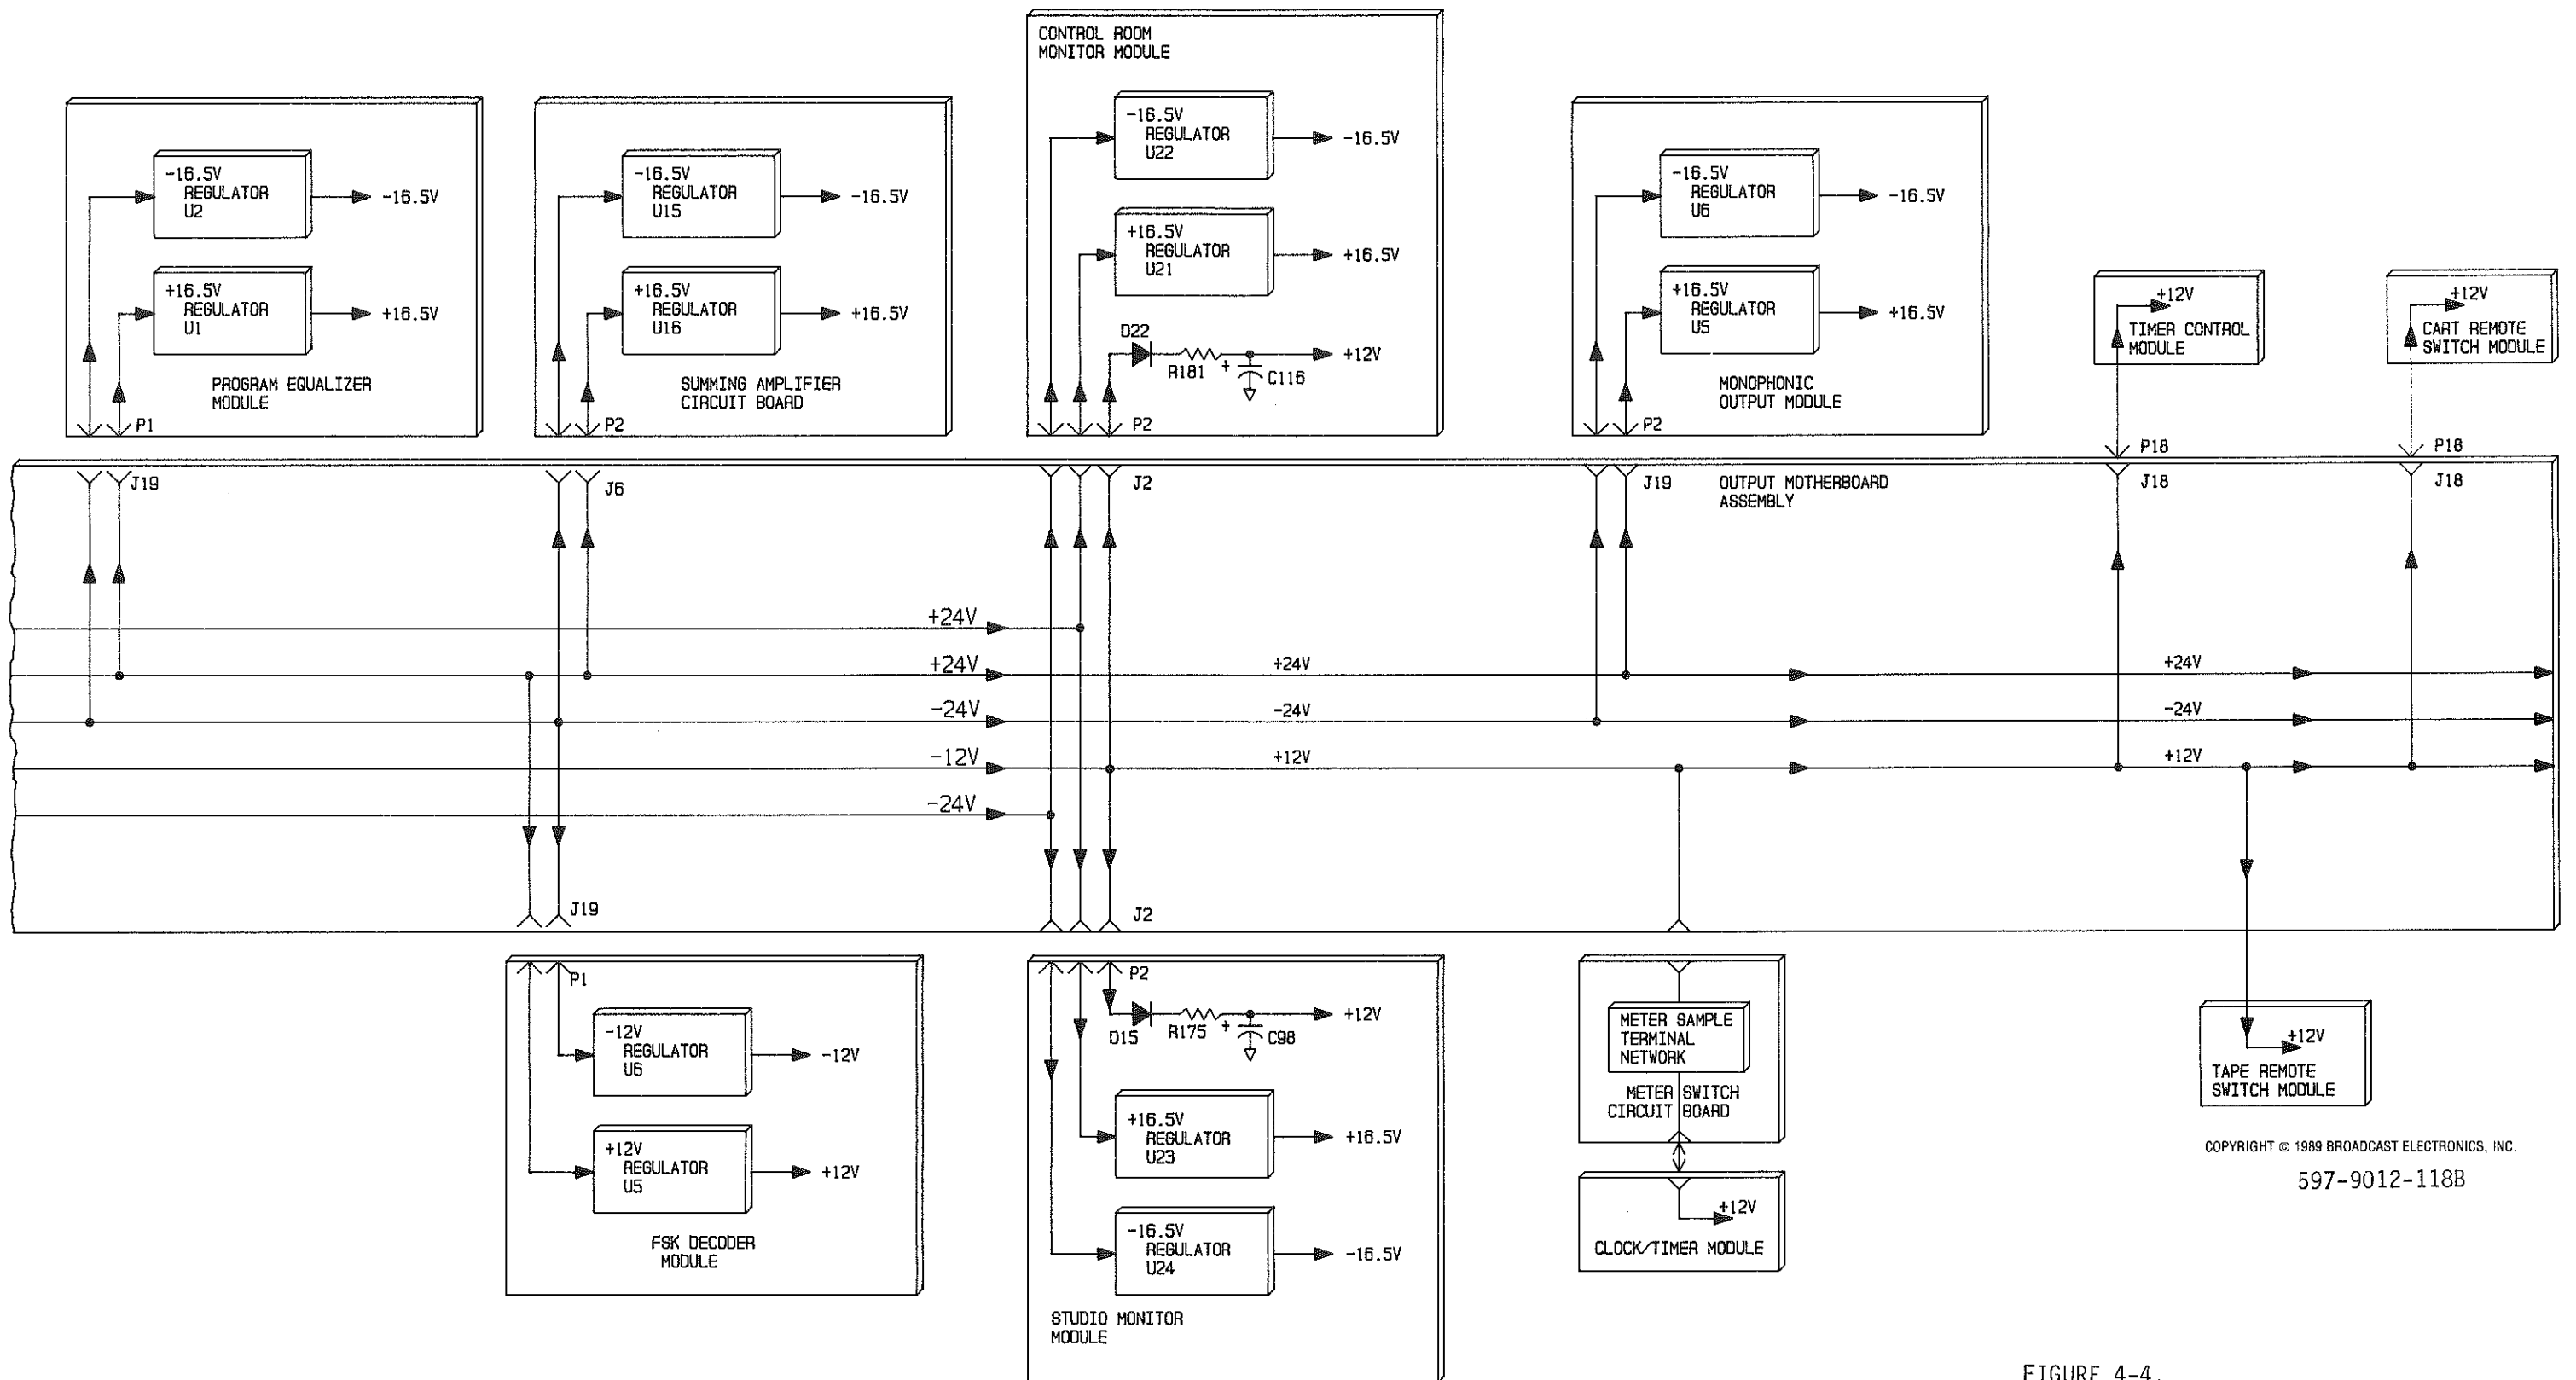 CONTROL ROOM
MONITOR MODULE
-16.5V
REGULATOR
U22
-16.5V
+16.5V
REGULATOR
U21
+16.5V
D22
R181
+
C116
+12V
P2
-16.5V
REGULATOR
U2
-16.5V
+16.5V
REGULATOR
U1
+16.5V
PROGRAM EQUALIZER
MODULE
P1
-16.5V
REGULATOR
U15
-16.5V
+16.5V
REGULATOR
U16
+16.5V
SUMMING AMPLIFIER
CIRCUIT BOARD
P2
-16.5V
REGULATOR
U6
-16.5V
+16.5V
REGULATOR
U5
+16.5V
MONOPHONIC
OUTPUT MODULE
P2
+12V
TIMER CONTROL
MODULE
P18
+12V
CART REMOTE
SWITCH MODULE
P18
J19
J6
J2
J19
OUTPUT MOTHERBOARD
ASSEMBLY
J18
J18
+24V
+24V
+24V
+24V
-24V
-24V
-24V
-12V
+12V
+12V
-24V
J19
J2
P1
-12V
REGULATOR
U6
-12V
+12V
REGULATOR
U5
+12V
FSK DECODER
MODULE
P2
D15
R175
+
C98
+12V
+16.5V
REGULATOR
U23
+16.5V
-16.5V
REGULATOR
U24
-16.5V
STUDIO MONITOR
MODULE
METER SAMPLE
TERMINAL
NETWORK
METER SWITCH
CIRCUIT BOARD
+12V
CLOCK/TIMER MODULE
+12V
TAPE REMOTE
SWITCH MODULE
COPYRIGHT © 1989 BROADCAST ELECTRONICS, INC.
597-9012-118B
FIGURE 4-4.